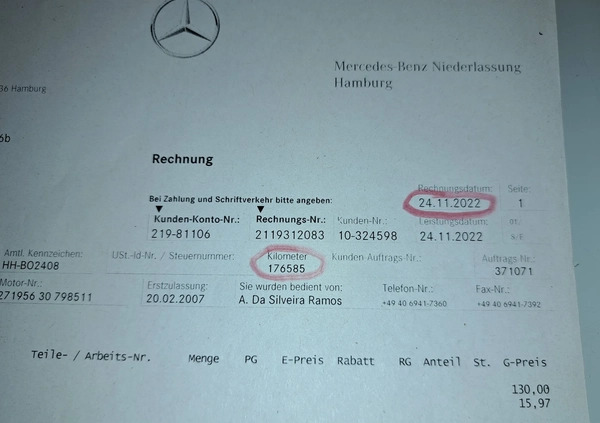 Mercedes-Benz Niederlassung
Hamburg
36 Hamburg
6b
Rechnung
Rechnungsdatum: Seite:
Bei Zahlung und Schriftverkehr bitte angeben: 24.11.2022 1
Kunden-Konto-Nr.: Rechnungs-Nr.: Kunden-Nr.: Leistungsdatum:
219-81106 2119312083 10-324598 24.11.2022
Amtl. Kennzeichen: USt.-Id-Nr. / Steuernummer: Kilometer Kunden Auftrags-Nr.: Auftrags Nr.:
HH-BO2408 176585 371071
Motor-Nr.: Erstzulassung: Sie wurden bedient von: Telefon-Nr.: Fax-Nr.:
271956 30 798511 20.02.2007 A. Da Silveira Ramos +49 40 6941-7360 +49 40 6941-7392
Teile- / Arbeits-Nr. Menge PG E-Preis Rabatt RG Anteil St. G-Preis
130,00
15,97